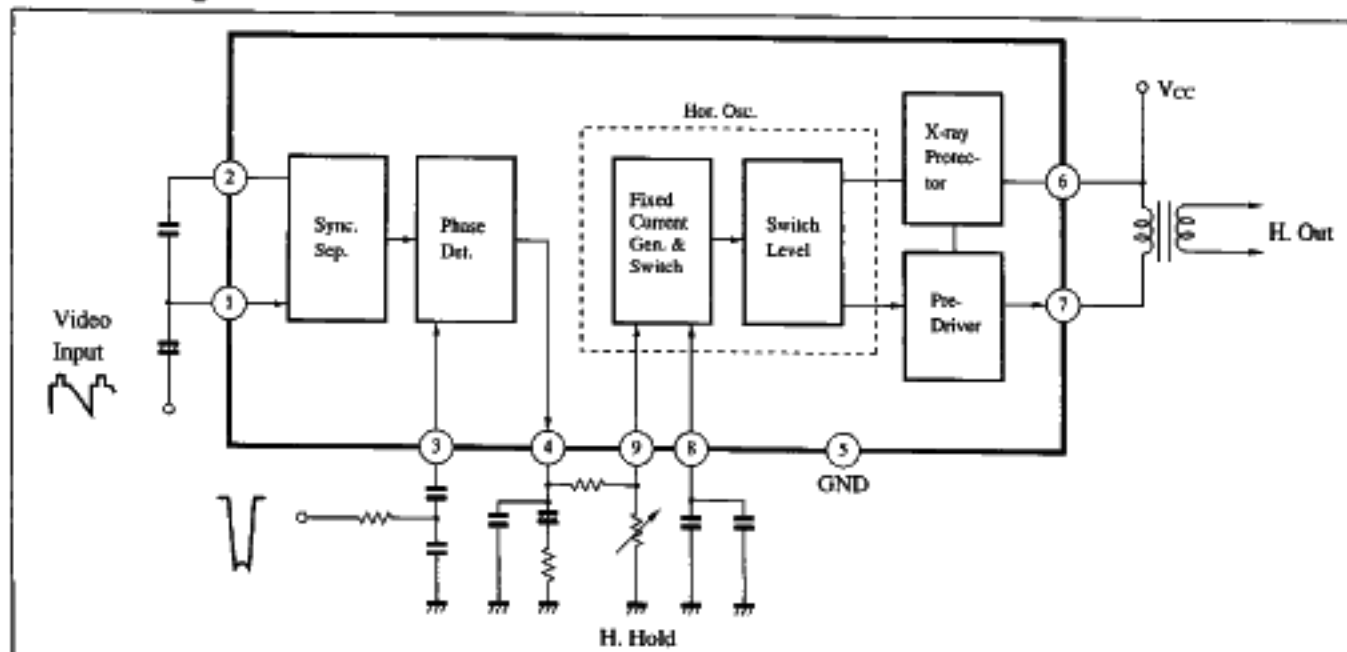 Hor. Osc.
VCC
X-ray
Protec-
tor
2
6
Sync.
Sep.
Phase
Det.
Fixed
Current
Gen. &
Switch
Switch
Level
H. Out
1
7
Video
Input
Pre-
Driver
3
4
9
8
5
GND
H. Hold